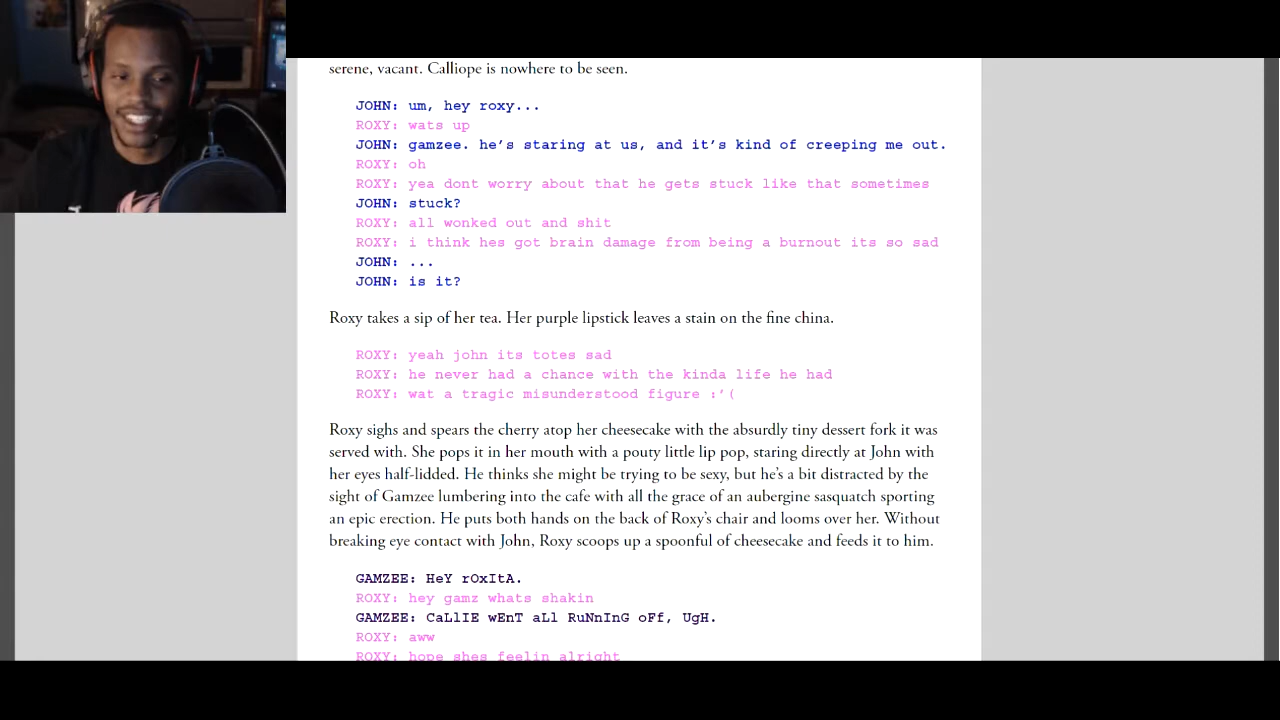 serene, vacant. Calliope is nowhere to be seen.
JOHN: um, hey roxy...
ROXY: wats up
JOHN: gamzee. he’s staring at us, and it’s kind of creeping me out.
ROXY: oh
ROXY: yea dont worry about that he gets stuck like that sometimes
JOHN: stuck?
ROXY: all wonked out and shit
ROXY: i think hes got brain damage from being a burnout its so sad
JOHN: ...
JOHN: is it?
Roxy takes a sip of her tea. Her purple lipstick leaves a stain on the fine china.
ROXY: yeah john its totes sad
ROXY: he never had a chance with the kinda life he had
ROXY: wat a tragic misunderstood figure :’(
Roxy sighs and spears the cherry atop her cheesecake with the absurdly tiny dessert fork it was
served with. She pops it in her mouth with a pouty little lip pop, staring directly at John with
her eyes half-lidded. He thinks she might be trying to be sexy, but he’s a bit distracted by the
sight of Gamzee lumbering into the cafe with all the grace of an aubergine sasquatch sporting
an epic erection. He puts both hands on the back of Roxy’s chair and looms over her. Without
breaking eye contact with John, Roxy scoops up a spoonful of cheesecake and feeds it to him.
GAMZEE: HeY rOxItA.
ROXY: hey gamz whats shakin
GAMZEE: CaLlIE wEnT aLl RuNnInG oFf, UgH.
ROXY: aww
ROXY: hope shes feelin alright